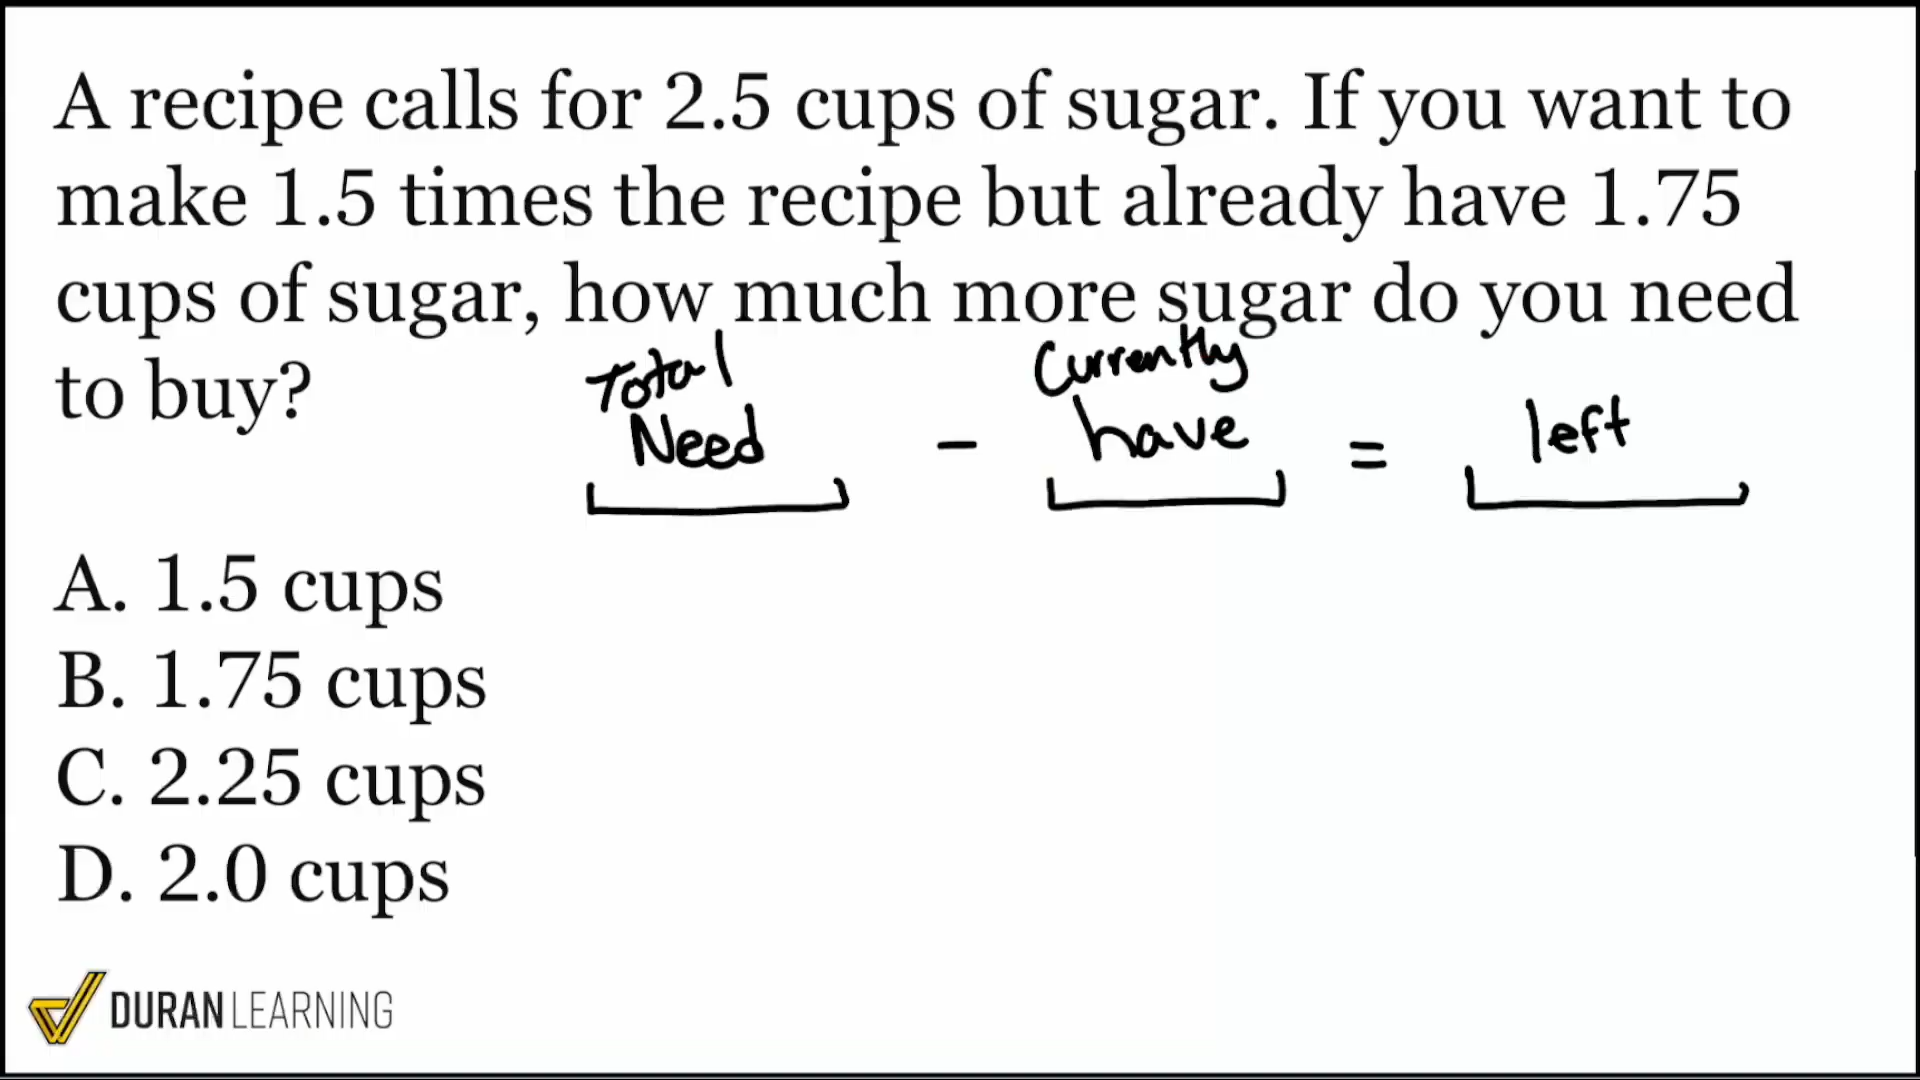 A recipe calls for 2.5 cups of sugar. If you want to
make 1.5 times the recipe but already have 1.75
cups of sugar, how much more sugar do you need
to buy?
Total Currently
Need - have = left
A. 1.5 cups
B. 1.75 cups
C. 2.25 cups
D. 2.0 cups
DURAN LEARNING